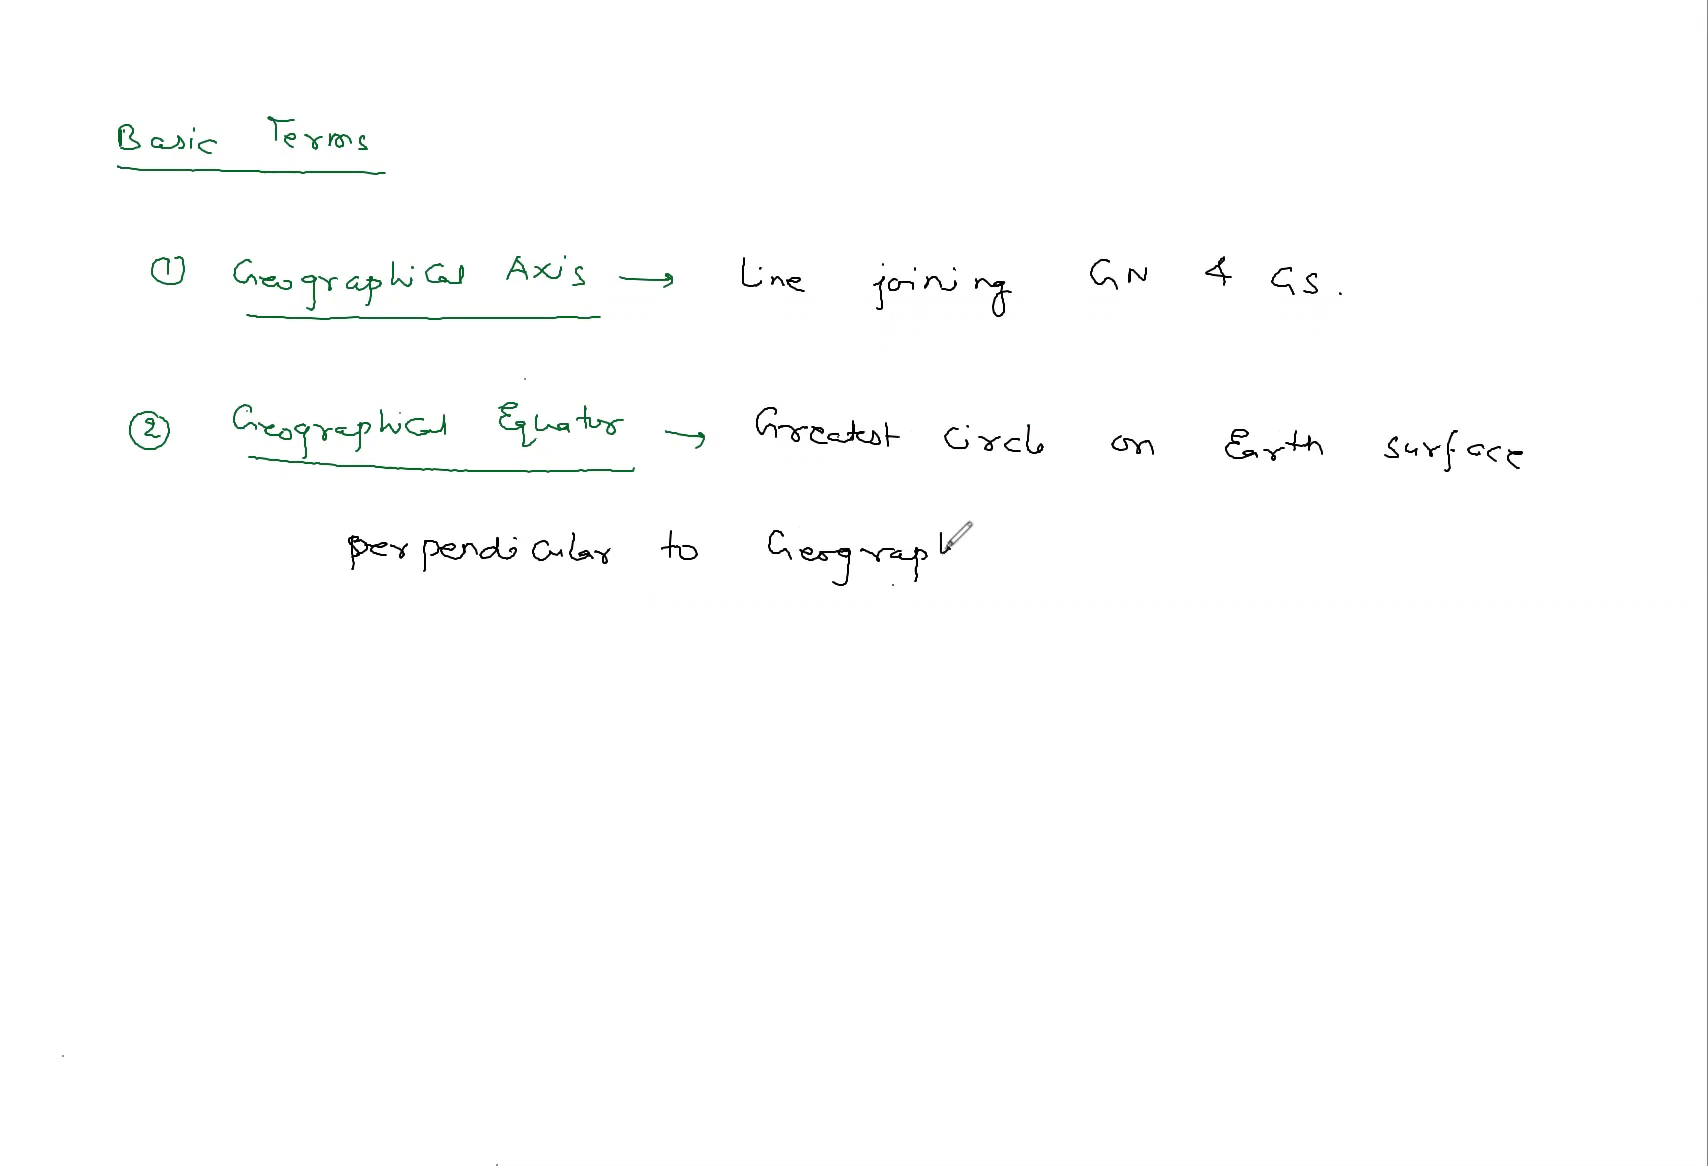 Basic Terms
① Geographical Axis → Line joining GN & GS.
② Geographical Equator → Greatest circle on Earth surface
perpendicular to Geograph